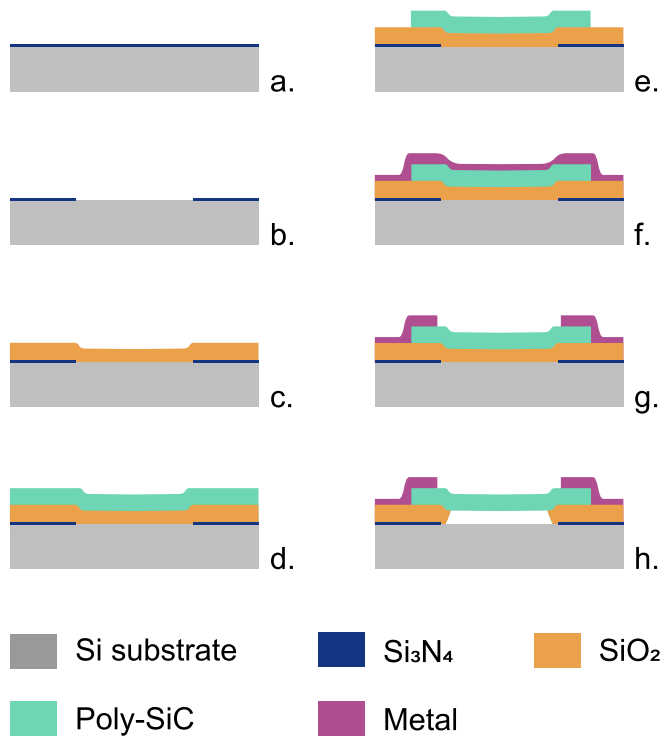 a.
b.
c.
d.
e.
f.
g.
h.
Si substrate
Si₃N₄
SiO₂
Poly-SiC
Metal